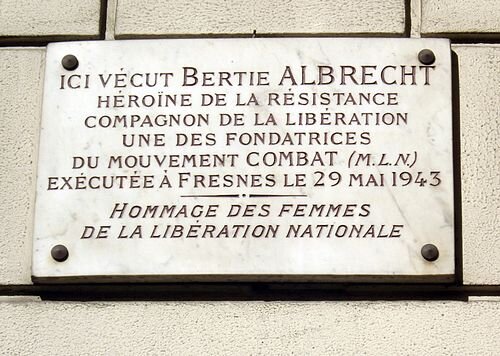 ICI VÉCUT BERTIE ALBRECHT
HÉROÏNE DE LA RÉSISTANCE
COMPAGNON DE LA LIBÉRATION
UNE DES FONDATRICES
DU MOUVEMENT COMBAT (M.L.N.)
EXÉCUTÉE À FRESNES LE 29 MAI 1943
HOMMAGE DES FEMMES
DE LA LIBÉRATION NATIONALE